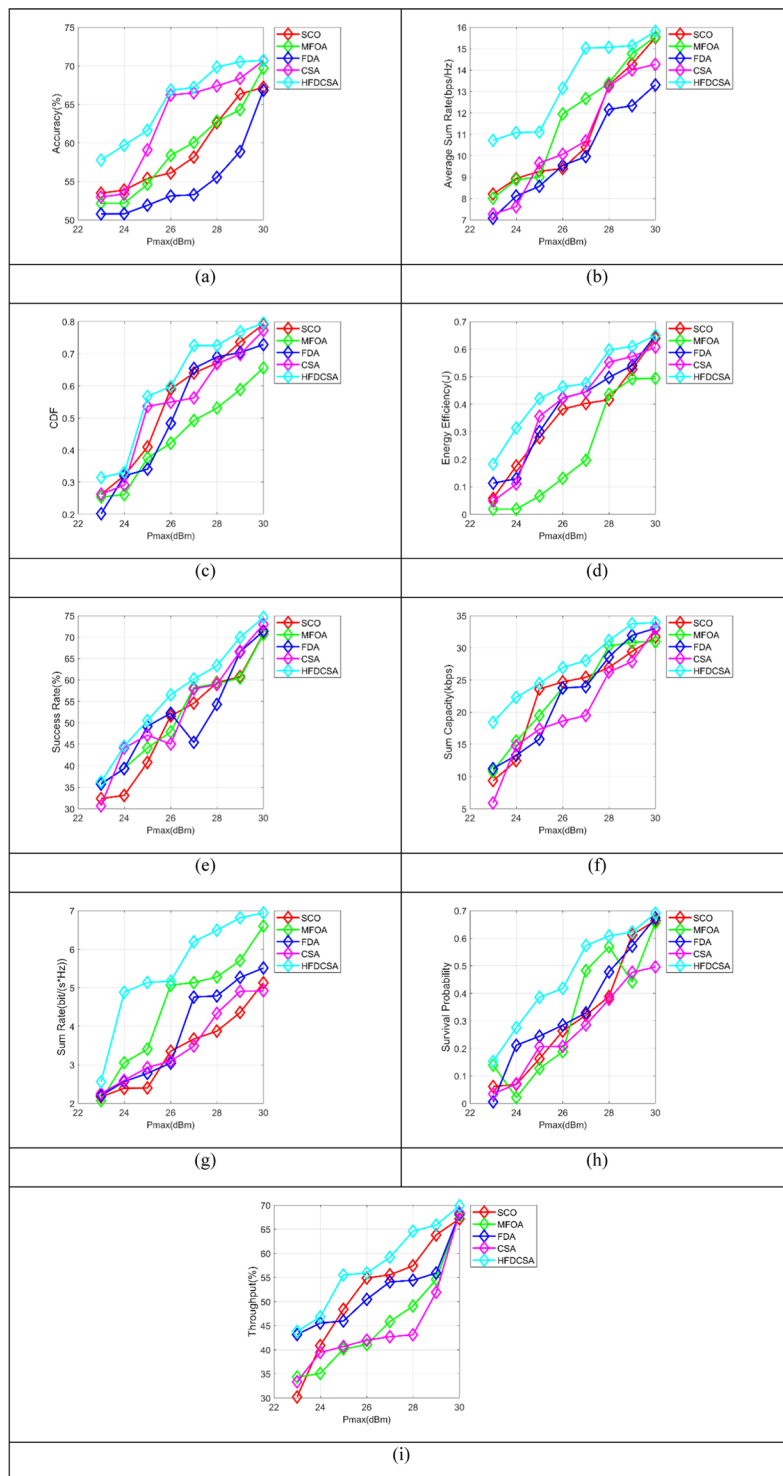 75
70
65
60
55
50
22 24 26 28 30
Accuracy(%)
Pmax(dBm)
SCO
MFOA
FDA
CSA
HFDCSA
(a)
16
15
14
13
12
11
10
9
8
7
22 24 26 28 30
Average Sum Rate(bps/Hz)
Pmax(dBm)
SCO
MFOA
FDA
CSA
HFDCSA
(b)
0.8
0.7
0.6
0.5
0.4
0.3
0.2
22 24 26 28 30
CDF
Pmax(dBm)
SCO
MFOA
FDA
CSA
HFDCSA
(c)
0.7
0.6
0.5
0.4
0.3
0.2
0.1
0
22 24 26 28 30
Energy Efficiency(J)
Pmax(dBm)
SCO
MFOA
FDA
CSA
HFDCSA
(d)
75
70
65
60
55
50
45
40
35
30
22 24 26 28 30
Success Rate(%)
Pmax(dBm)
SCO
MFOA
FDA
CSA
HFDCSA
(e)
35
30
25
20
15
10
5
22 24 26 28 30
Sum Capacity(kbps)
Pmax(dBm)
SCO
MFOA
FDA
CSA
HFDCSA
(f)
7
6
5
4
3
2
22 24 26 28 30
Sum Rate(bit/(s*Hz))
Pmax(dBm)
SCO
MFOA
FDA
CSA
HFDCSA
(g)
0.7
0.6
0.5
0.4
0.3
0.2
0.1
0
22 24 26 28 30
Survival Probability
Pmax(dBm)
SCO
MFOA
FDA
CSA
HFDCSA
(h)
70
65
60
55
50
45
40
35
30
22 24 26 28 30
Throughput(%)
Pmax(dBm)
SCO
MFOA
FDA
CSA
HFDCSA
(i)